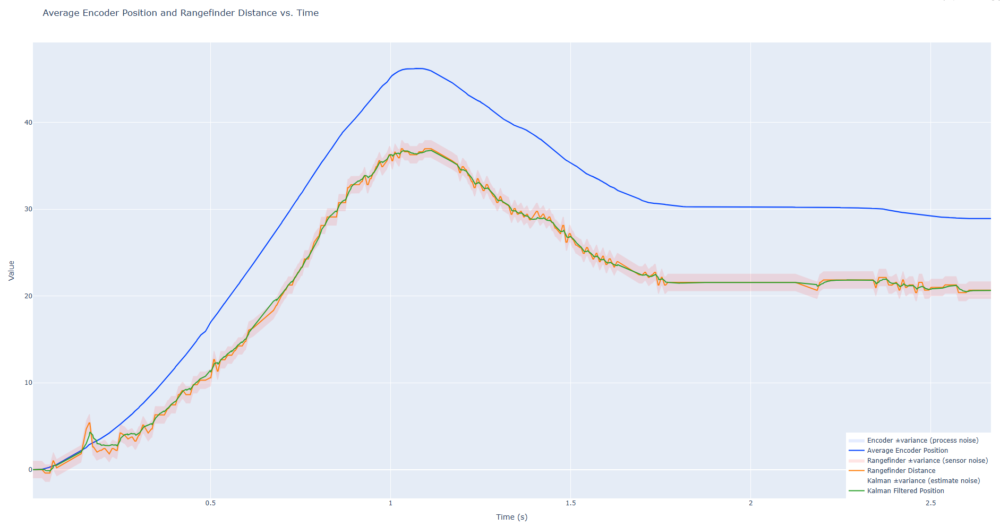 Average Encoder Position and Rangefinder Distance vs. Time
Value
40
30
20
10
0
0.5
1
1.5
2
2.5
Time (s)
Encoder ±variance (process noise)
Average Encoder Position
Rangefinder ±variance (sensor noise)
Rangefinder Distance
Kalman ±variance (estimate noise)
Kalman Filtered Position